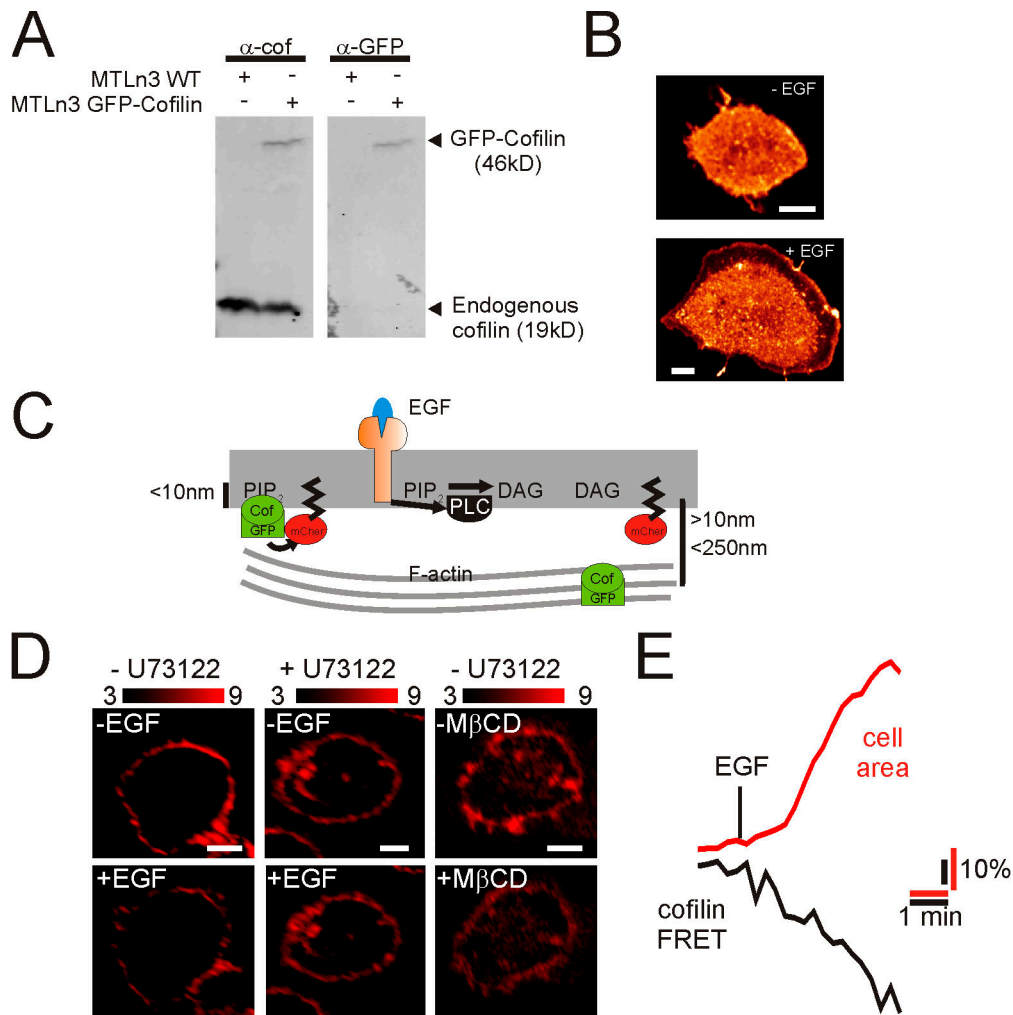 A
α-cof α-GFP
MTLn3 WT + - + -
MTLn3 GFP-Cofilin - + - +
GFP-Cofilin
(46kD)
Endogenous
cofilin (19kD)
B
- EGF
+ EGF
C
EGF
<10nm
PIP2
PIP2
DAG
DAG
PLC
Cof
GFP
mCher
mCher
>10nm
<250nm
F-actin
Cof
GFP
D
- U73122 + U73122 - U73122
3 9 3 9 3 9
-EGF -EGF -MβCD
+EGF +EGF +MβCD
E
EGF
cell
area
cofilin
FRET
10%
1 min